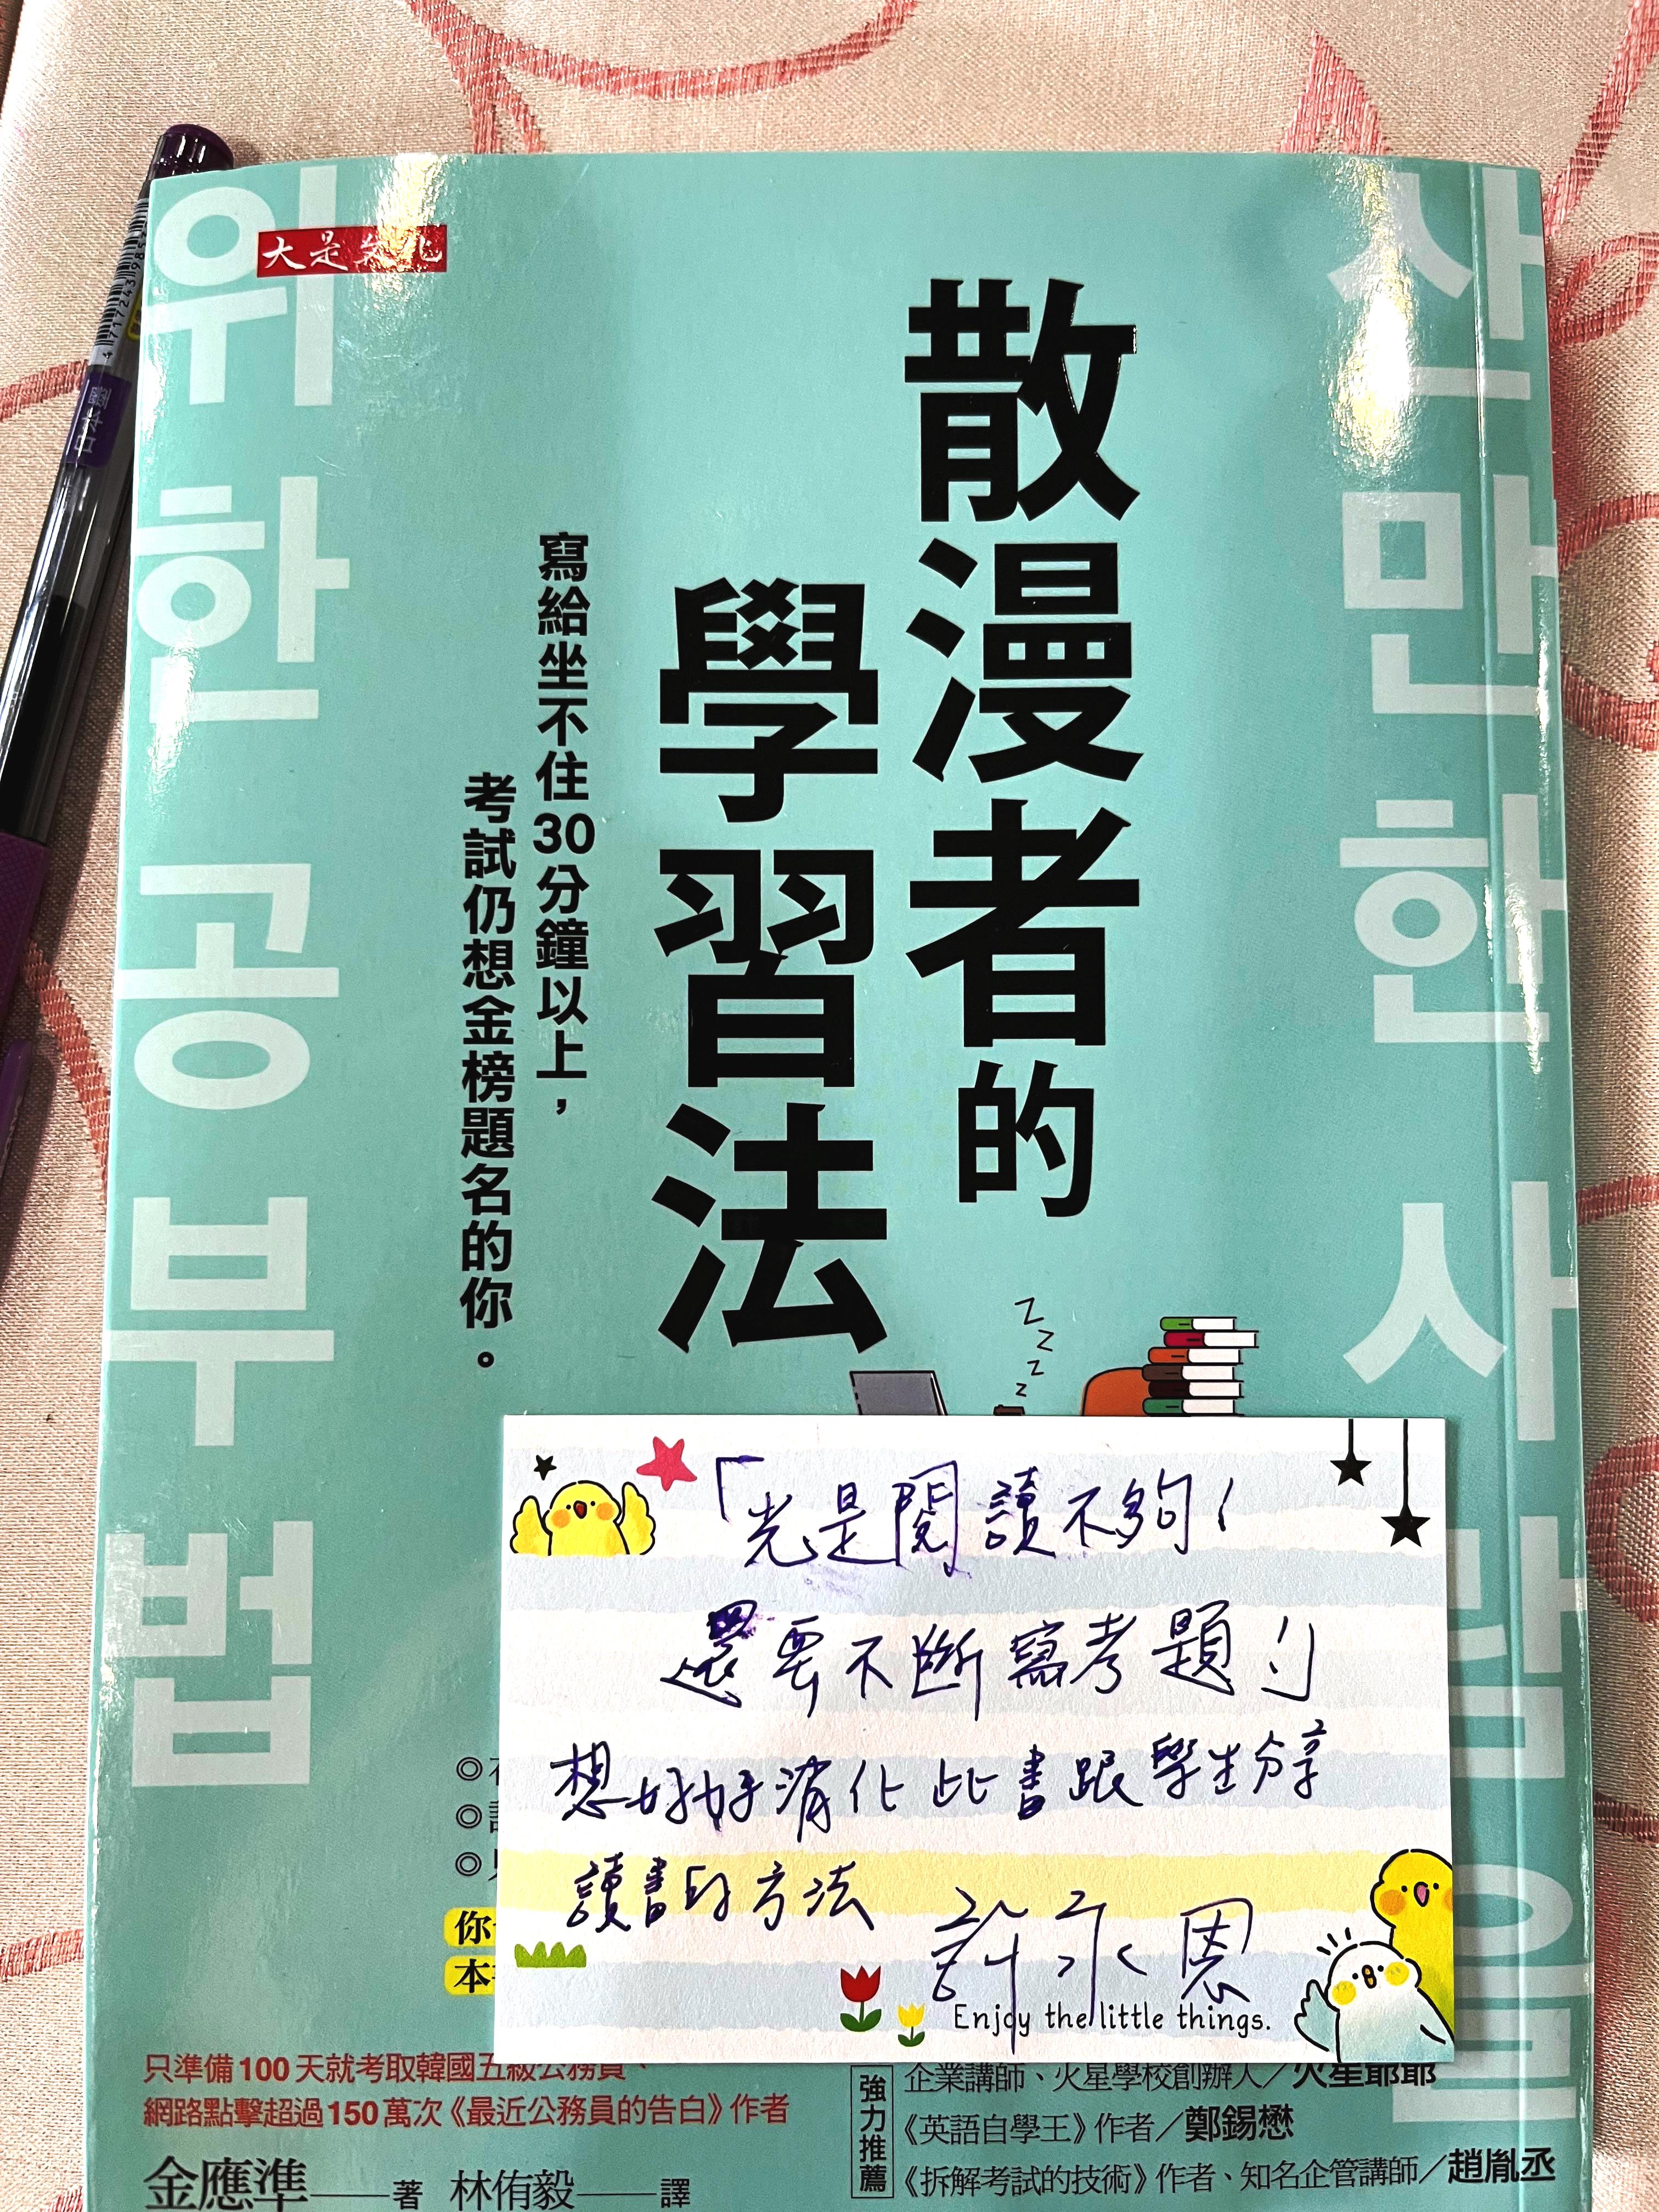 大是文化
散漫者的
學習法
寫給坐不住30分鐘以上，
考試仍想金榜題名的你。
산만한 사람을
위한 공부법
Z
Z
Z
Z
「光是閱讀不夠！
還要不斷寫考題！」
想好好消化此書跟學生分享
讀書的方法
許永恩
Enjoy the little things.
◎
◎
◎
你
本
只準備100天就考取韓國五級公務員、
網路點擊超過150萬次《最近公務員的告白》作者
金應準——著 林侑毅——譯
強力推薦
企業講師、火星學校創辦人／火星爺爺
《英語自學王》作者／鄭錫懋
《拆解考試的技術》作者、知名企管講師／趙胤丞